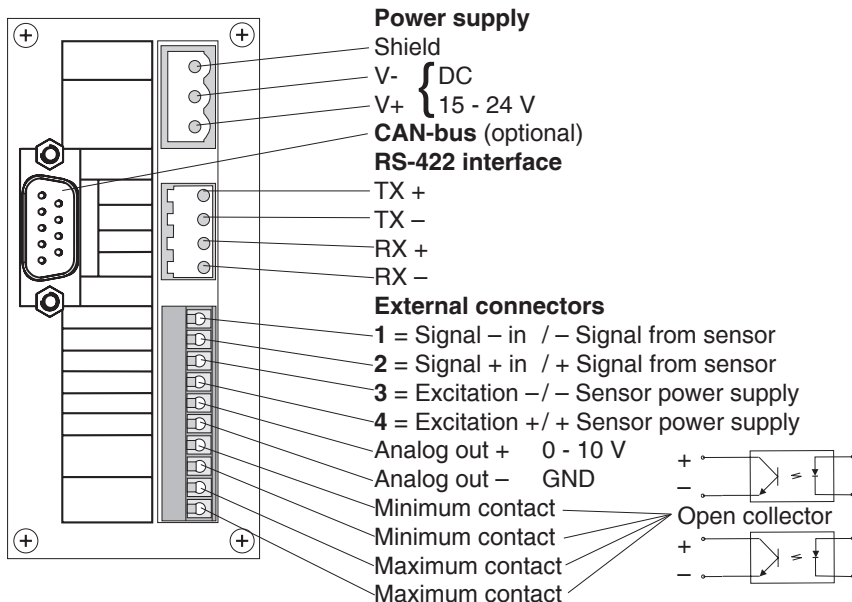 Power supply
Shield
V- { DC
V+ 15 - 24 V
CAN-bus (optional)
RS-422 interface
TX +
TX –
RX +
RX –
External connectors
1 = Signal – in / – Signal from sensor
2 = Signal + in / + Signal from sensor
3 = Excitation –/ – Sensor power supply
4 = Excitation +/ + Sensor power supply
Analog out + 0 - 10 V
Analog out – GND
Minimum contact
Minimum contact
Maximum contact
Maximum contact
+
–
Open collector
+
–